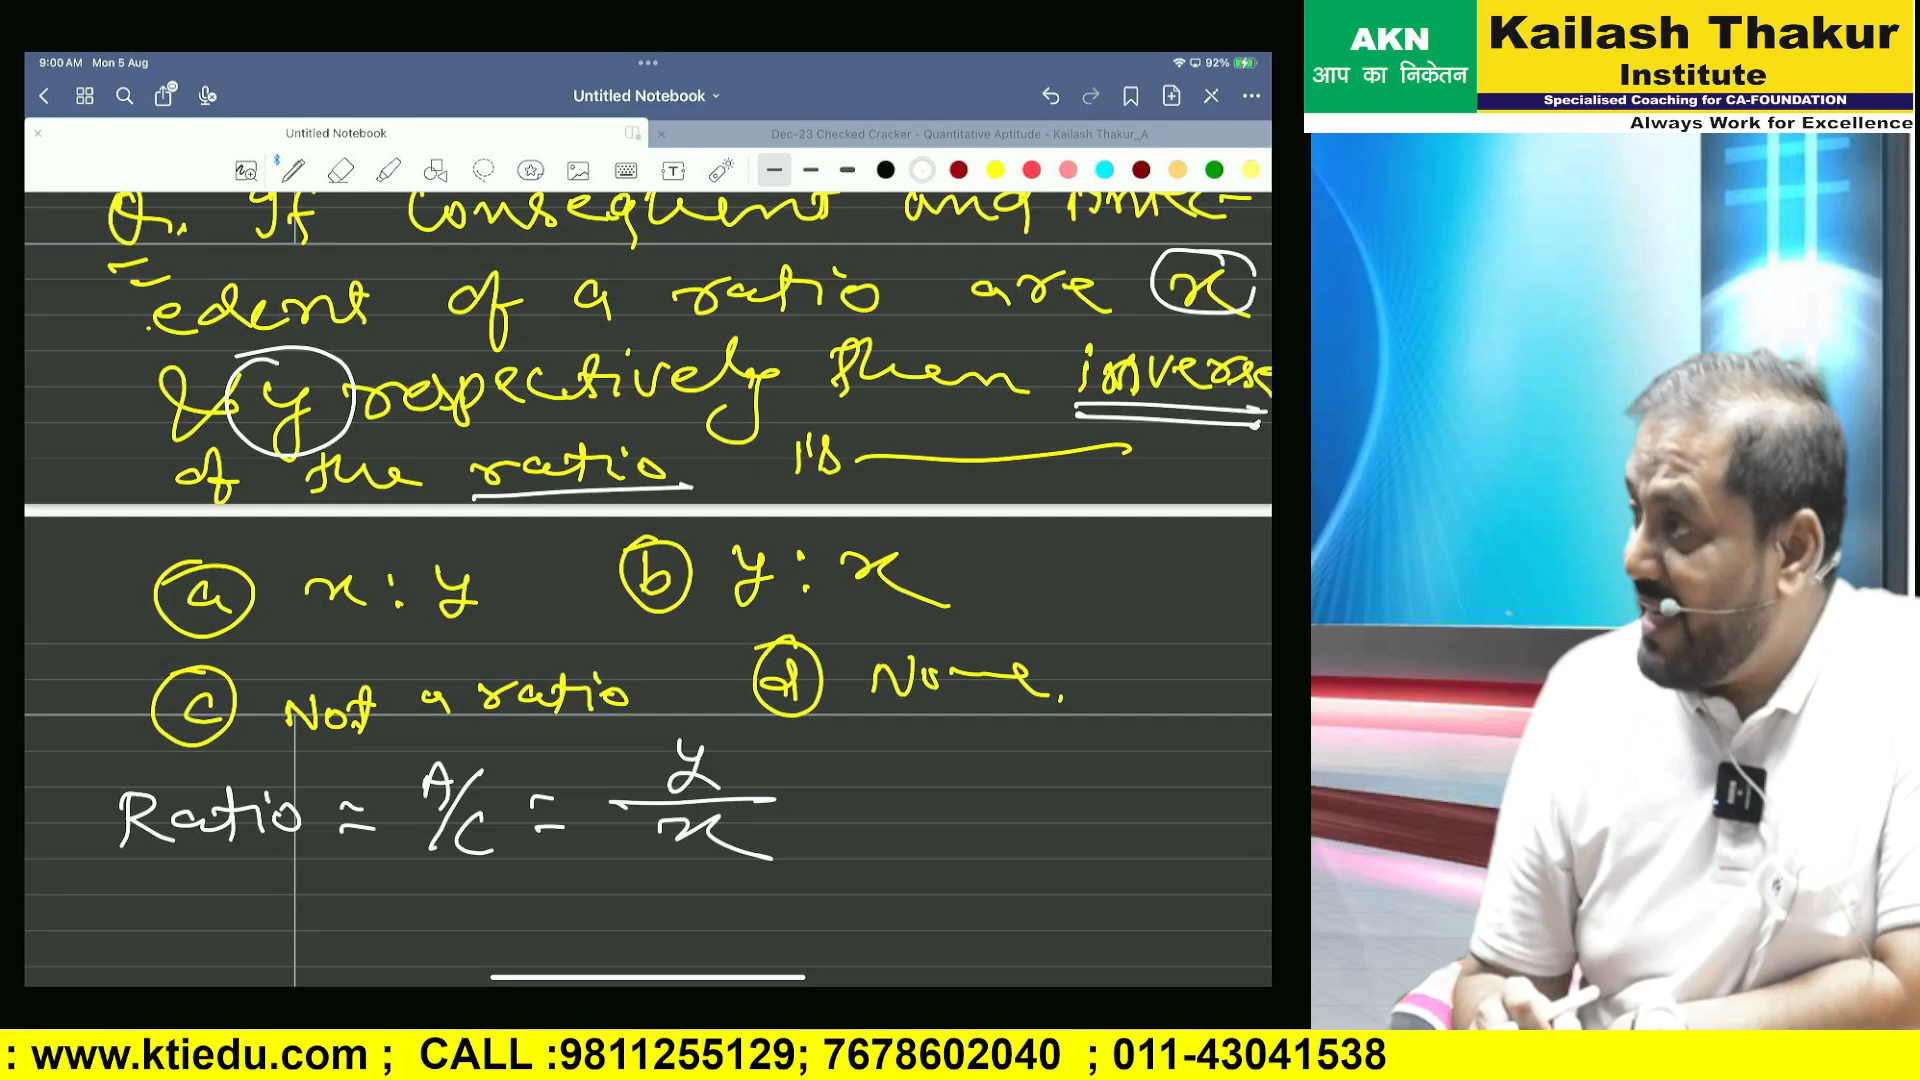 9:00 AM Mon 5 Aug
92%
Untitled Notebook
Untitled Notebook
Dec-23 Checked Cracker - Quantitative Aptitude - Kailash Thakur_A
Q. If Consequent and
edent of a ratio are x
& y respectively then inverse
of the ratio is
(a) x : y (b) y : x
(c) Not a ratio (d) None.
Ratio = A/C = y/x
AKN
आप का निकेतन
Kailash Thakur
Institute
Specialised Coaching for CA-FOUNDATION
Always Work for Excellence
: www.ktiedu.com ; CALL :9811255129; 7678602040 ; 011-43041538